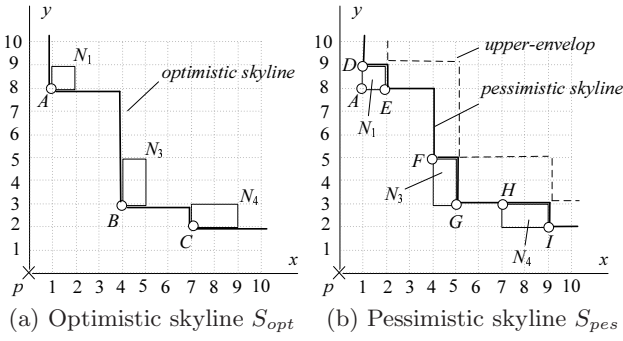 y
10
9
8
7
6
5
4
3
2
1
N1
A
optimistic skyline
N3
B
N4
C
x
p 1 2 3 4 5 6 7 8 9 10
(a) Optimistic skyline Sopt
y
10
9
8
7
6
5
4
3
2
1
upper-envelop
D
A
E
pessimistic skyline
N1
F
N3
H
G
I
N4
x
p 1 2 3 4 5 6 7 8 9 10
(b) Pessimistic skyline Spes